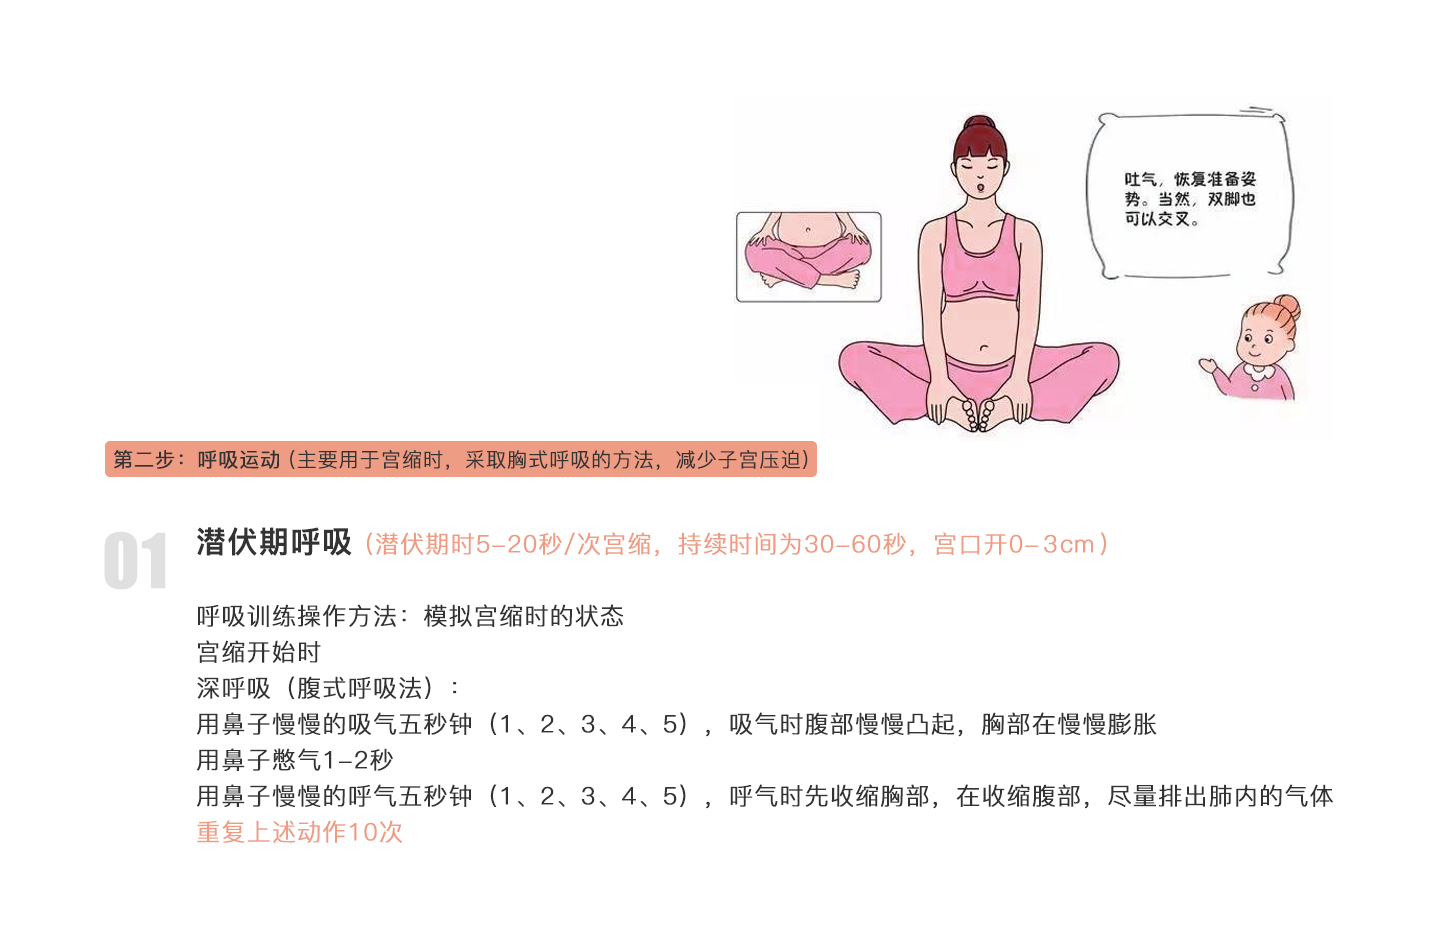 吐气，恢复准备姿
势。当然，双脚也
可以交叉。
第二步：呼吸运动（主要用于宫缩时，采取胸式呼吸的方法，减少子宫压迫）
01
潜伏期呼吸（潜伏期时5-20秒/次宫缩，持续时间为30-60秒，宫口开0-3cm）
呼吸训练操作方法：模拟宫缩时的状态
宫缩开始时
深呼吸（腹式呼吸法）：
用鼻子慢慢的吸气五秒钟（1、2、3、4、5），吸气时腹部慢慢凸起，胸部在慢慢膨胀
用鼻子憋气1-2秒
用鼻子慢慢的呼气五秒钟（1、2、3、4、5），呼气时先收缩胸部，在收缩腹部，尽量排出肺内的气体
重复上述动作10次